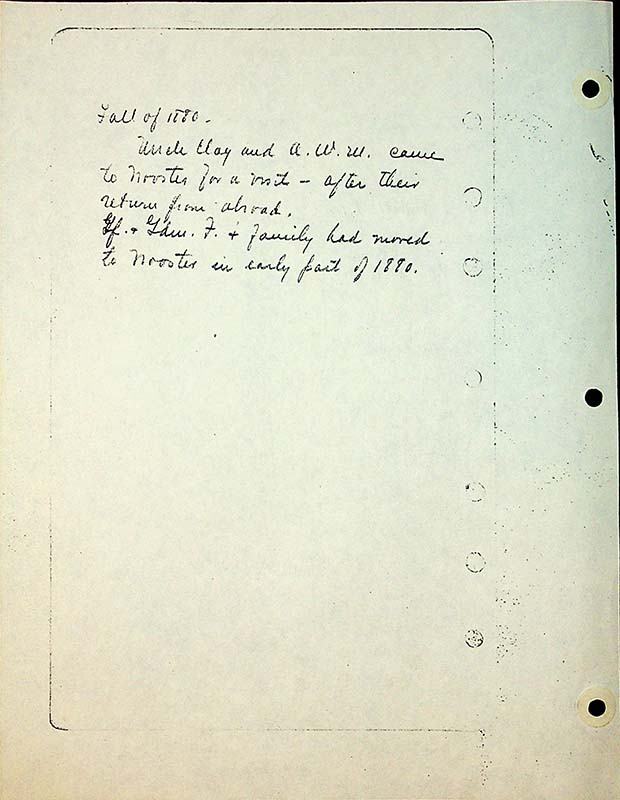 Fall of 1880.
Uncle Clay and A. W. M. came
to Wooster for a visit - after their
return from abroad.
Gf. + Gdm. F. + family had moved
to Wooster in early part of 1880.